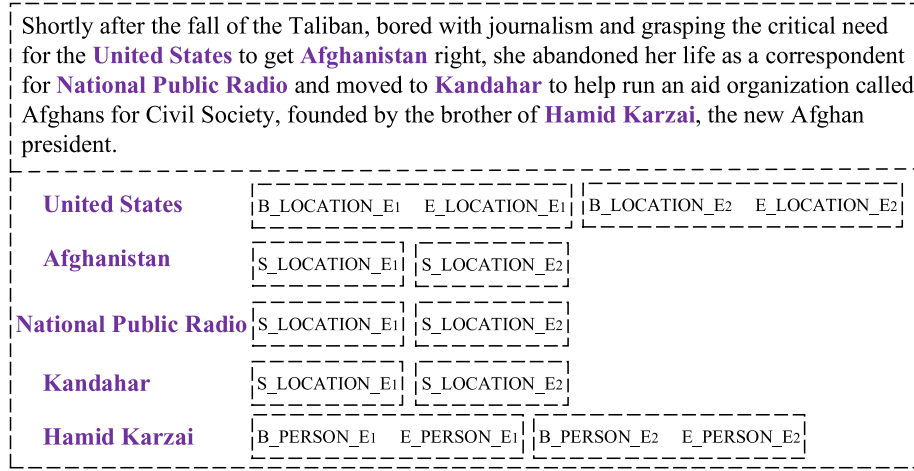 Shortly after the fall of the Taliban, bored with journalism and grasping the critical need
for the United States to get Afghanistan right, she abandoned her life as a correspondent
for National Public Radio and moved to Kandahar to help run an aid organization called
Afghans for Civil Society, founded by the brother of Hamid Karzai, the new Afghan
president.
United States B_LOCATION_E1 E_LOCATION_E1 B_LOCATION_E2 E_LOCATION_E2
Afghanistan S_LOCATION_E1 S_LOCATION_E2
National Public Radio S_LOCATION_E1 S_LOCATION_E2
Kandahar S_LOCATION_E1 S_LOCATION_E2
Hamid Karzai B_PERSON_E1 E_PERSON_E1 B_PERSON_E2 E_PERSON_E2